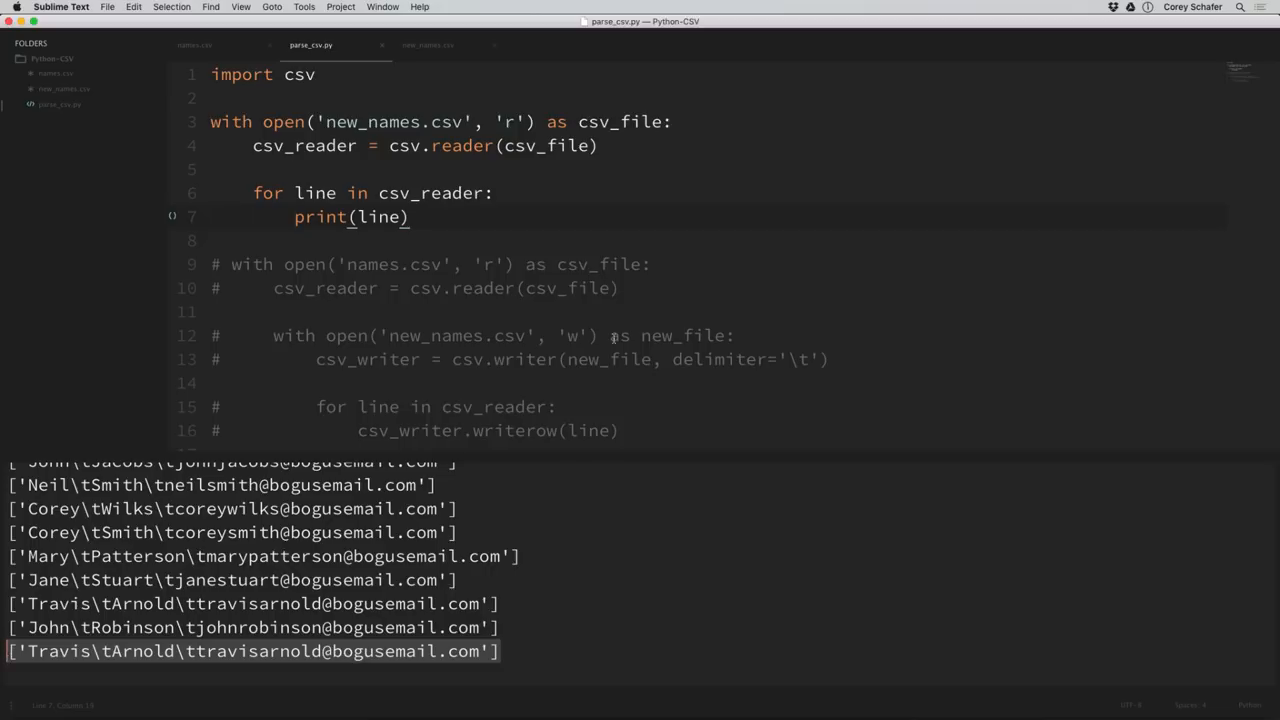 Sublime Text File Edit Selection Find View Goto Tools Project Window Help Corey Schafer
parse_csv.py — Python-CSV
FOLDERS
Python-CSV
names.csv
new_names.csv
parse_csv.py
names.csv parse_csv.py new_names.csv
1 import csv
2
3 with open('new_names.csv', 'r') as csv_file:
4 csv_reader = csv.reader(csv_file)
5
6 for line in csv_reader:
7 print(line)
8
9 # with open('names.csv', 'r') as csv_file:
10 # csv_reader = csv.reader(csv_file)
11
12 # with open('new_names.csv', 'w') as new_file:
13 # csv_writer = csv.writer(new_file, delimiter='\t')
14
15 # for line in csv_reader:
16 # csv_writer.writerow(line)
['John\tJacobs\tjohnjacobs@bogusemail.com']
['Neil\tSmith\tneilsmith@bogusemail.com']
['Corey\tWilks\tcoreywilks@bogusemail.com']
['Corey\tSmith\tcoreysmith@bogusemail.com']
['Mary\tPatterson\tmarypatterson@bogusemail.com']
['Jane\tStuart\tjanestuart@bogusemail.com']
['Travis\tArnold\ttravisarnold@bogusemail.com']
['John\tRobinson\tjohnrobinson@bogusemail.com']
['Travis\tArnold\ttravisarnold@bogusemail.com']
Line 7, Column 18 UTF-8 Spaces: 4 Python